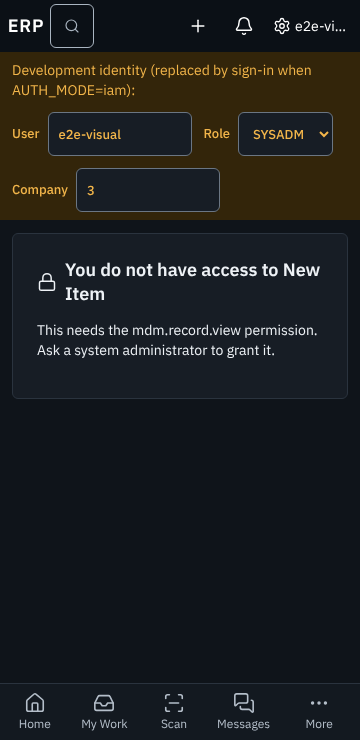 ERP
e2e-vi...
Development identity (replaced by sign-in when
AUTH_MODE=iam):
User
e2e-visual
Role
SYSADM
Company
3
You do not have access to New
Item
This needs the mdm.record.view permission.
Ask a system administrator to grant it.
Home
My Work
Scan
Messages
More